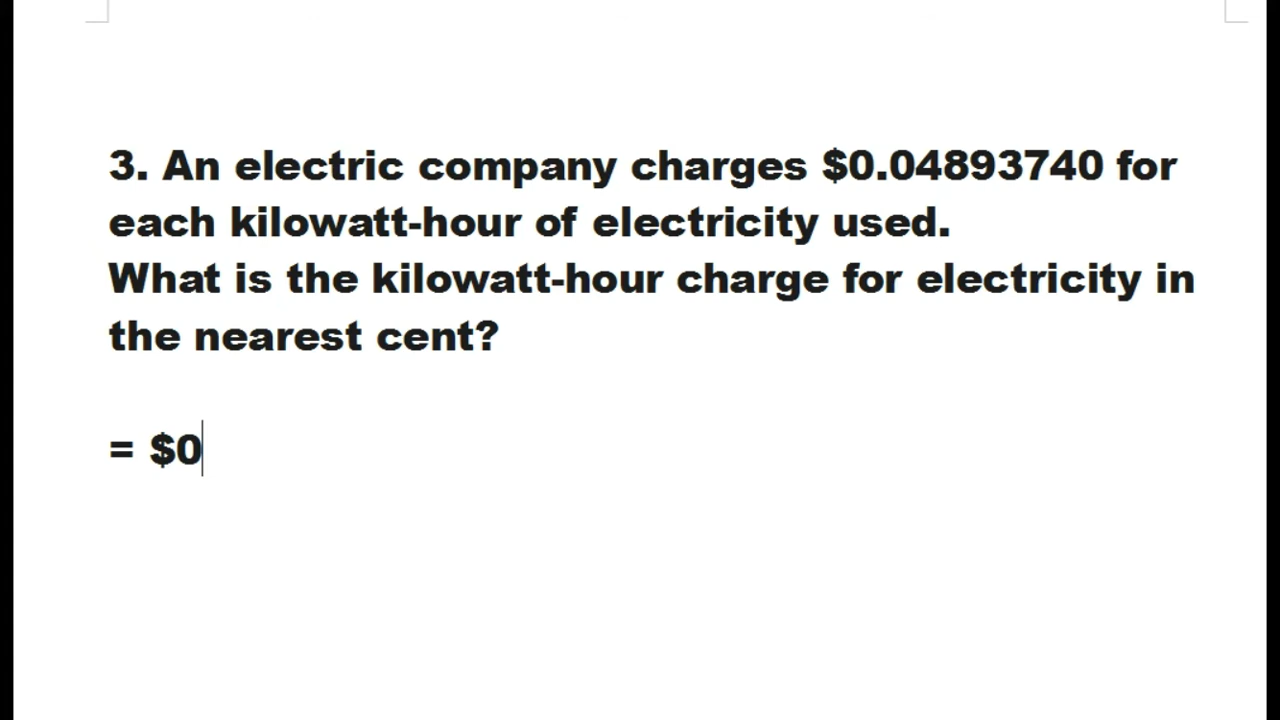 3. An electric company charges $0.04893740 for
each kilowatt-hour of electricity used.
What is the kilowatt-hour charge for electricity in
the nearest cent?
= $0